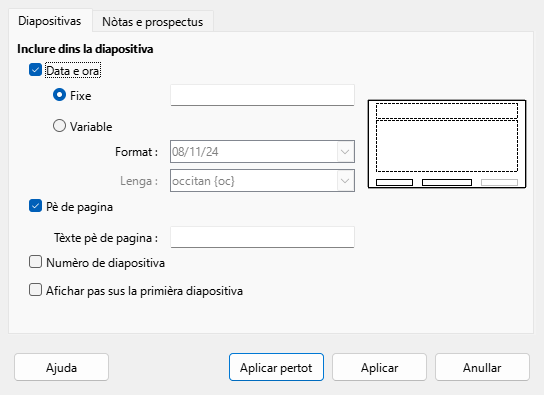 Diapositivas
Nòtas e prospectus
Inclure dins la diapositiva
Data e ora
Fixe
Variable
Format :
08/11/24
Lenga :
occitan {oc}
Pè de pagina
Tèxte pè de pagina :
Numèro de diapositiva
Afichar pas sus la primièra diapositiva
Ajuda
Aplicar pertot
Aplicar
Anullar